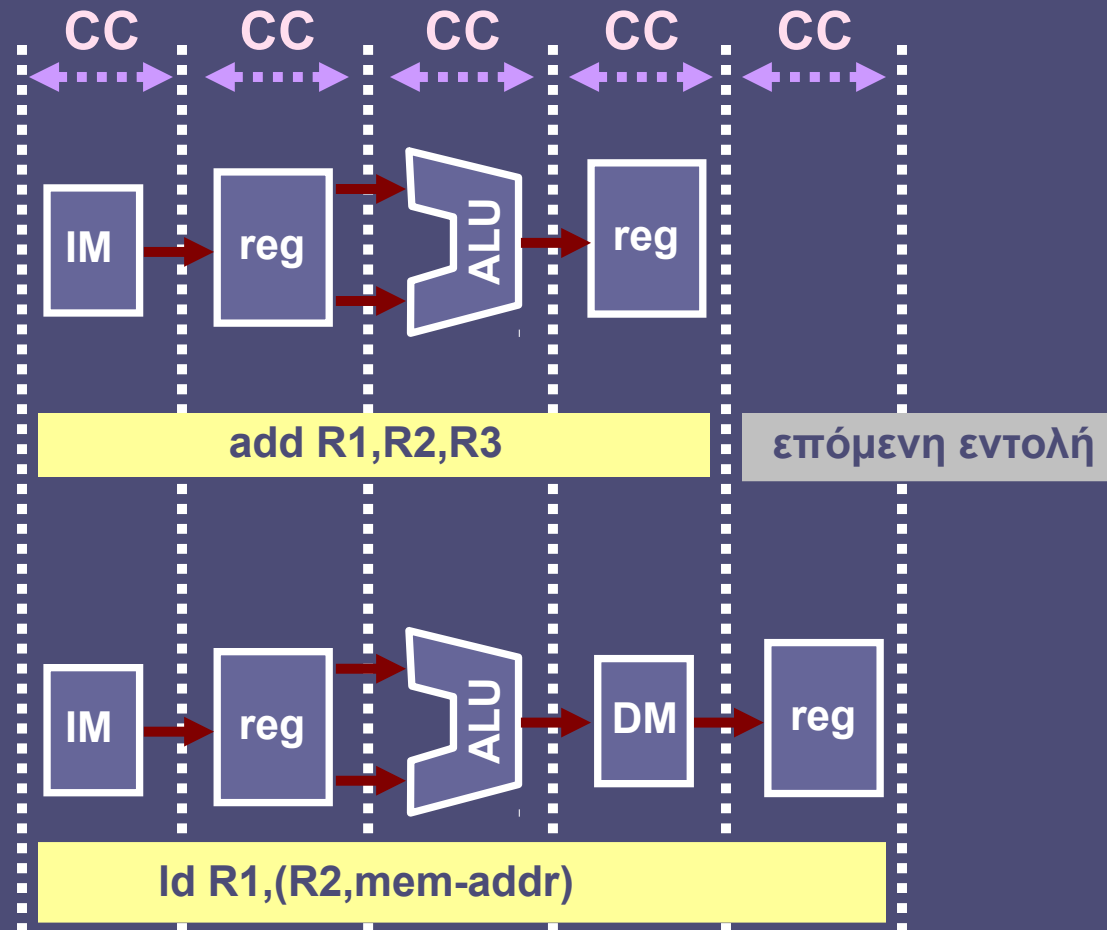 CC CC CC CC CC
IM reg ALU reg
add R1,R2,R3 επόμενη εντολή
IM reg ALU DM reg
ld R1,(R2,mem-addr)